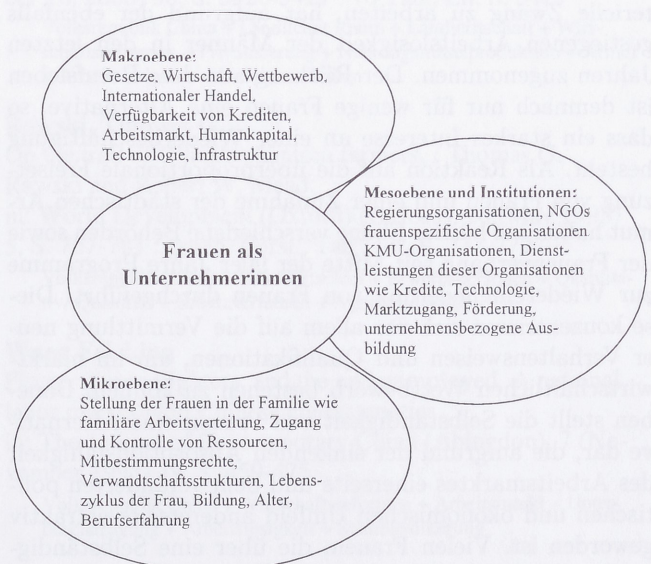 Makroebene:
Gesetze, Wirtschaft, Wettbewerb,
Internationaler Handel,
Verfügbarkeit von Krediten,
Arbeitsmarkt, Humankapital,
Technologie, Infrastruktur
Mesoebene und Institutionen:
Regierungsorganisationen, NGOs
frauenspezifische Organisationen
KMU-Organisationen, Dienst-
leistungen dieser Organisationen
wie Kredite, Technologie,
Marktzugang, Förderung,
unternehmensbezogene Aus-
bildung
Frauen als
Unternehmerinnen
Mikroebene:
Stellung der Frauen in der Familie wie
familiäre Arbeitsverteilung, Zugang
und Kontrolle von Ressourcen,
Mitbestimmungsrechte,
Verwandtschaftsstrukturen, Lebens-
zyklus der Frau, Bildung, Alter,
Berufserfahrung